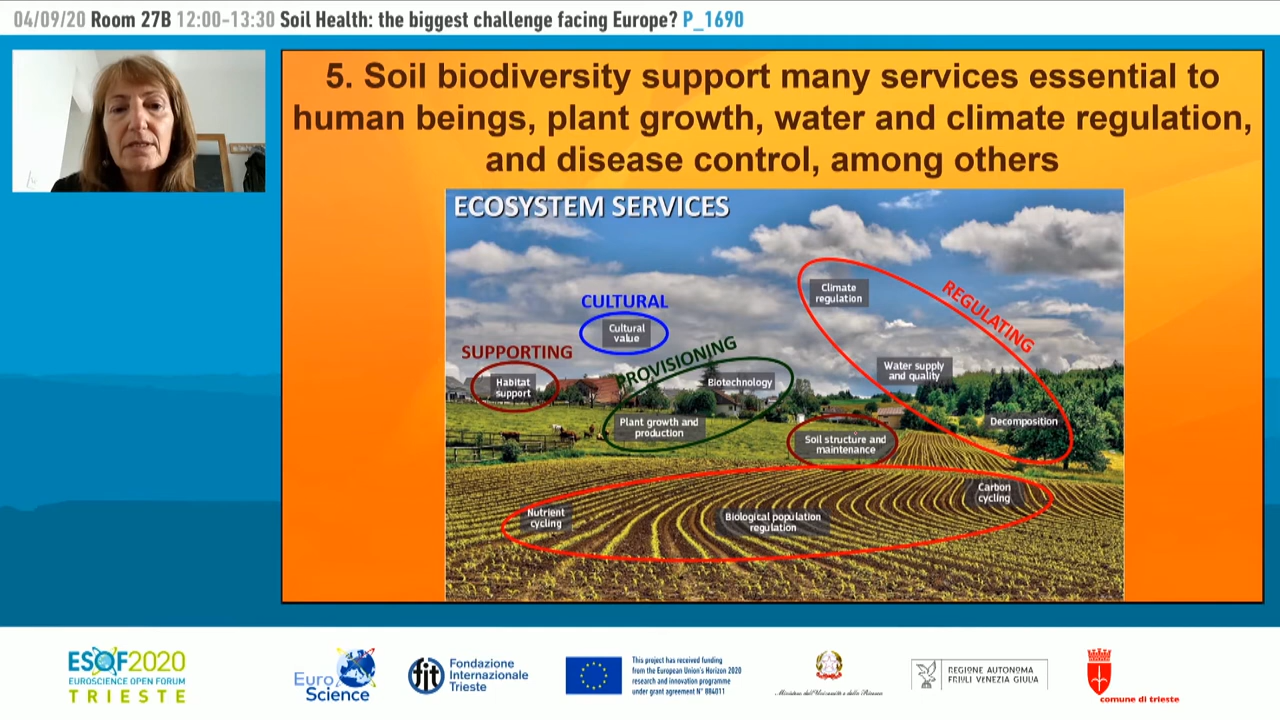 04/09/20 Room 27B 12:00-13:30 Soil Health: the biggest challenge facing Europe? P_1690
5. Soil biodiversity support many services essential to
human beings, plant growth, water and climate regulation,
and disease control, among others
ECOSYSTEM SERVICES
CULTURAL
Cultural
value
SUPPORTING
Habitat
support
PROVISIONING
Biotechnology
Plant growth and
production
REGULATING
Climate
regulation
Water supply
and quality
Decomposition
Soil structure and
maintenance
Nutrient
cycling
Biological population
regulation
Carbon
cycling
ESOF2020
EUROSCIENCE OPEN FORUM
TRIESTE
Euro
Science
fit
Fondazione
Internazionale
Trieste
This project has received funding
from the European Union's Horizon 2020
research and innovation programme
under grant agreement N° 884011
Ministero dell'Università e della Ricerca
REGIONE AUTONOMA
FRIULI VENEZIA GIULIA
comune di trieste